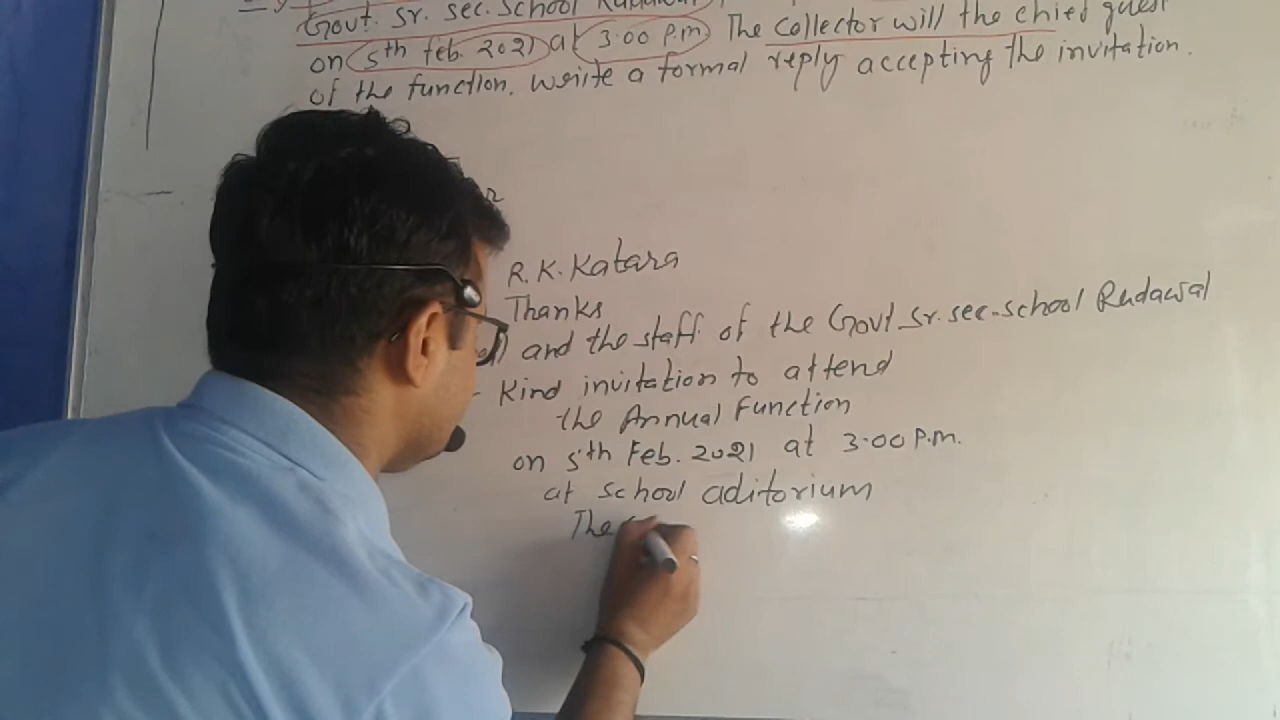 Govt. Sr. sec. school
on 5th feb. 2021 at 3:00 P.m The collector will the chief guest
of the function. write a formal reply accepting the invitation.
R. K. Katara
Thanks
and the staff of the Govt. Sr. sec. school Rudawal
Kind invitation to attend
the Annual Function
on 5th Feb. 2021 at 3:00 P.m.
at school aditorium
The